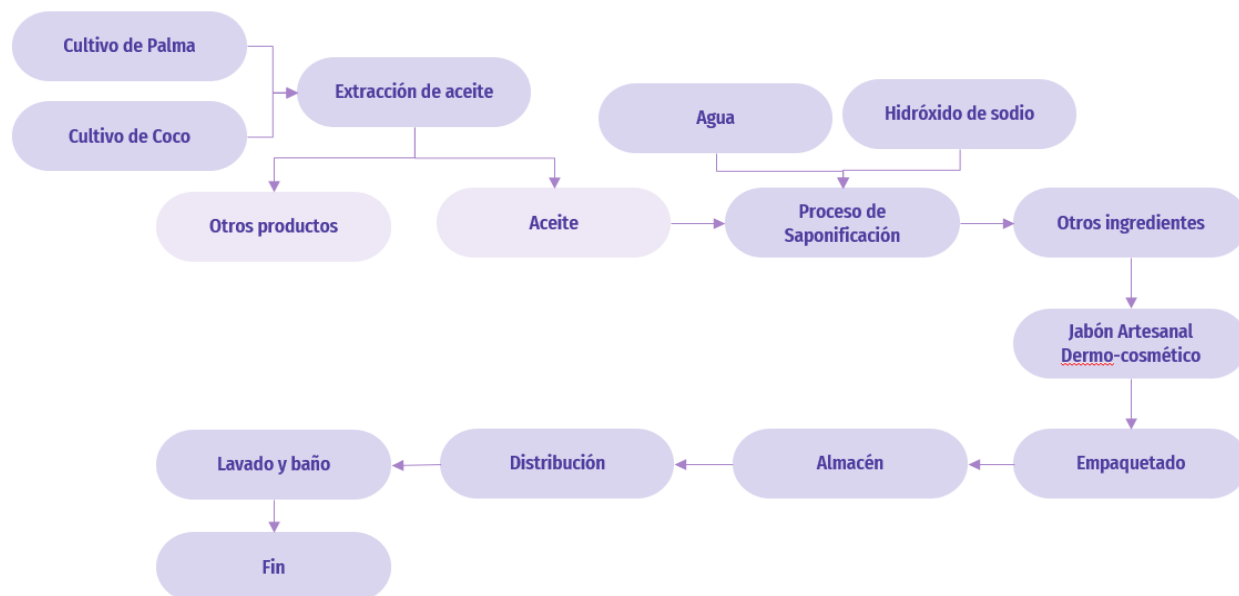 Cultivo de Palma
Extracción de aceite
Cultivo de Coco
Agua
Hidróxido de sodio
Otros productos
Aceite
Proceso de
Saponificación
Otros ingredientes
Jabón Artesanal
Dermo-cosmético
Lavado y baño
Distribución
Almacén
Empaquetado
Fin